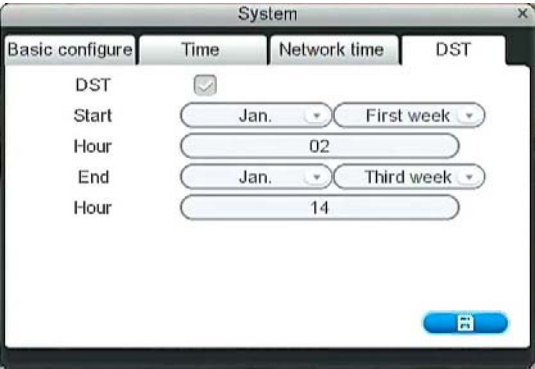 System
Basic configure Time Network time DST
DST
Start Jan. First week
Hour 02
End Jan. Third week
Hour 14